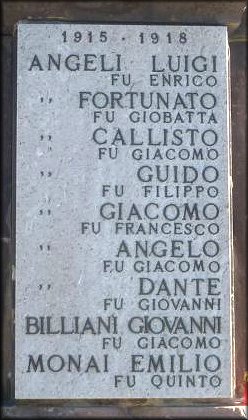 1915 - 1918
ANGELI LUIGI
FU ENRICO
" FORTUNATO
FU GIOBATTA
" CALLISTO
FU GIACOMO
" GUIDO
FU FILIPPO
" GIACOMO
FU FRANCESCO
" ANGELO
FU GIACOMO
" DANTE
FU GIOVANNI
BILLIANI GIOVANNI
FU GIACOMO
MONAI EMILIO
FU QUINTO